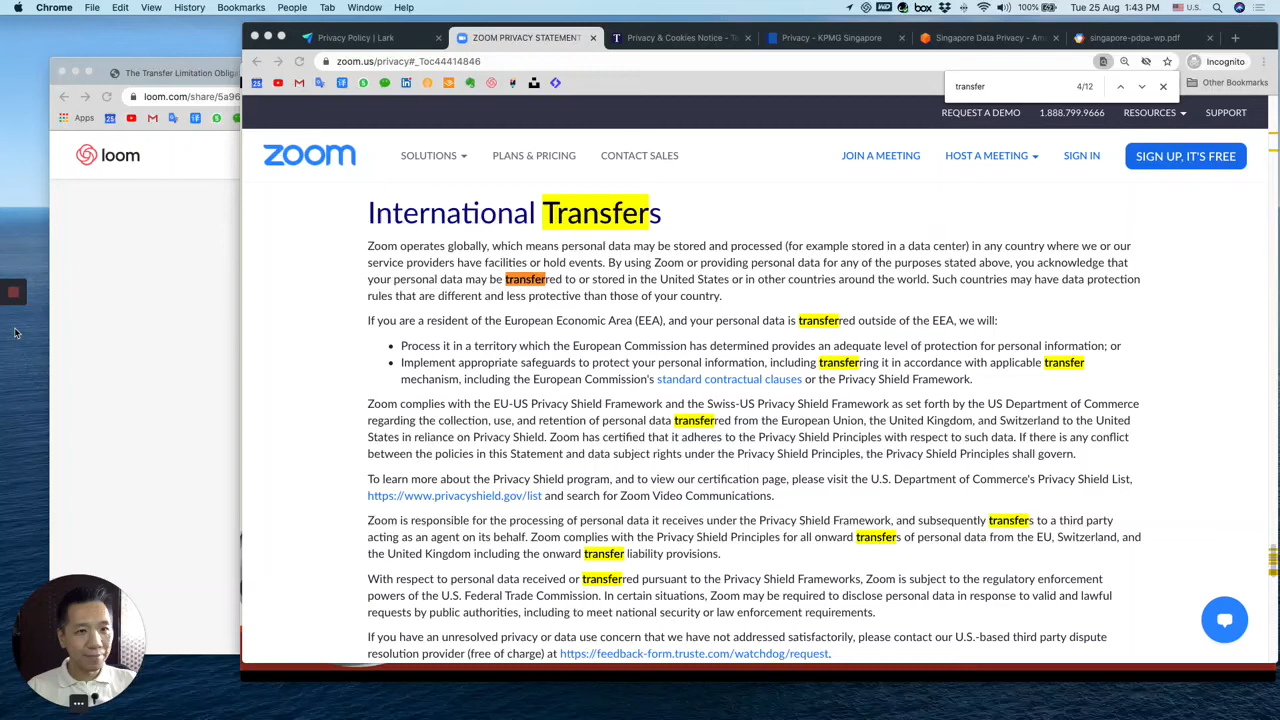 Chrome File Edit View History Bookmarks People Tab Window Help
box 100% Tue 25 Aug 1:43 PM U.S.
Privacy Policy | Lark
ZOOM PRIVACY STATEMENT
Privacy & Cookies Notice - Te
Privacy - KPMG Singapore
Singapore Data Privacy - Am
singapore-pdpa-wp.pdf
The Transfer Limitation Oblig
zoom.us/privacy#_Toc44414846
Incognito
loom.com/share/5a96
transfer 4/12
Other Bookmarks
Apps
REQUEST A DEMO 1.888.799.9666 RESOURCES SUPPORT
loom
zoom
SOLUTIONS PLANS & PRICING CONTACT SALES JOIN A MEETING HOST A MEETING SIGN IN SIGN UP, IT'S FREE
International Transfers
Zoom operates globally, which means personal data may be stored and processed (for example stored in a data center) in any country where we or our
service providers have facilities or hold events. By using Zoom or providing personal data for any of the purposes stated above, you acknowledge that
your personal data may be transferred to or stored in the United States or in other countries around the world. Such countries may have data protection
rules that are different and less protective than those of your country.
If you are a resident of the European Economic Area (EEA), and your personal data is transferred outside of the EEA, we will:
• Process it in a territory which the European Commission has determined provides an adequate level of protection for personal information; or
• Implement appropriate safeguards to protect your personal information, including transferring it in accordance with applicable transfer
mechanism, including the European Commission's standard contractual clauses or the Privacy Shield Framework.
Zoom complies with the EU-US Privacy Shield Framework and the Swiss-US Privacy Shield Framework as set forth by the US Department of Commerce
regarding the collection, use, and retention of personal data transferred from the European Union, the United Kingdom, and Switzerland to the United
States in reliance on Privacy Shield. Zoom has certified that it adheres to the Privacy Shield Principles with respect to such data. If there is any conflict
between the policies in this Statement and data subject rights under the Privacy Shield Principles, the Privacy Shield Principles shall govern.
To learn more about the Privacy Shield program, and to view our certification page, please visit the U.S. Department of Commerce's Privacy Shield List,
https://www.privacyshield.gov/list and search for Zoom Video Communications.
Zoom is responsible for the processing of personal data it receives under the Privacy Shield Framework, and subsequently transfers to a third party
acting as an agent on its behalf. Zoom complies with the Privacy Shield Principles for all onward transfers of personal data from the EU, Switzerland, and
the United Kingdom including the onward transfer liability provisions.
With respect to personal data received or transferred pursuant to the Privacy Shield Frameworks, Zoom is subject to the regulatory enforcement
powers of the U.S. Federal Trade Commission. In certain situations, Zoom may be required to disclose personal data in response to valid and lawful
requests by public authorities, including to meet national security or law enforcement requirements.
If you have an unresolved privacy or data use concern that we have not addressed satisfactorily, please contact our U.S.-based third party dispute
resolution provider (free of charge) at https://feedback-form.truste.com/watchdog/request.